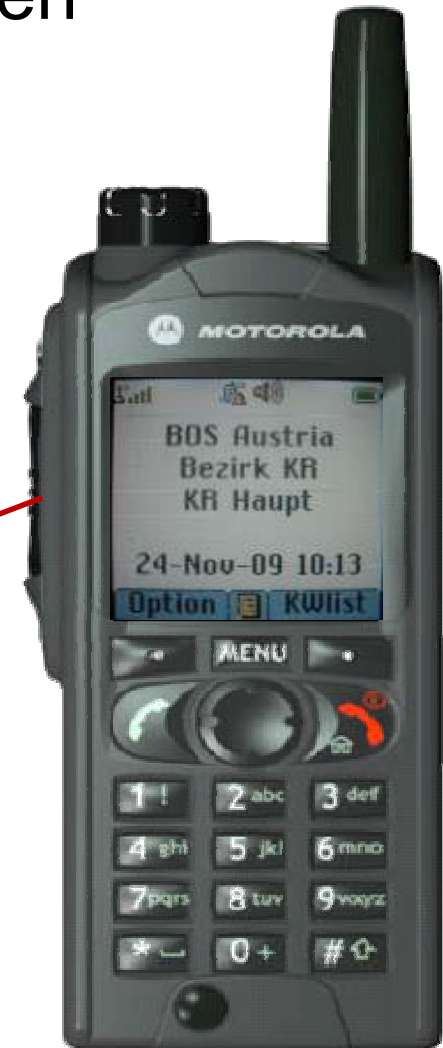 en
MOTOROLA
BOS Austria
Bezirk KR
KR Haupt
24-Nov-09 10:13
Option KWlist
MENU
1 ! 2 abc 3 def
4 ghi 5 jkl 6 mno
7pqrs 8 tuv 9wxyz
* 0 + #